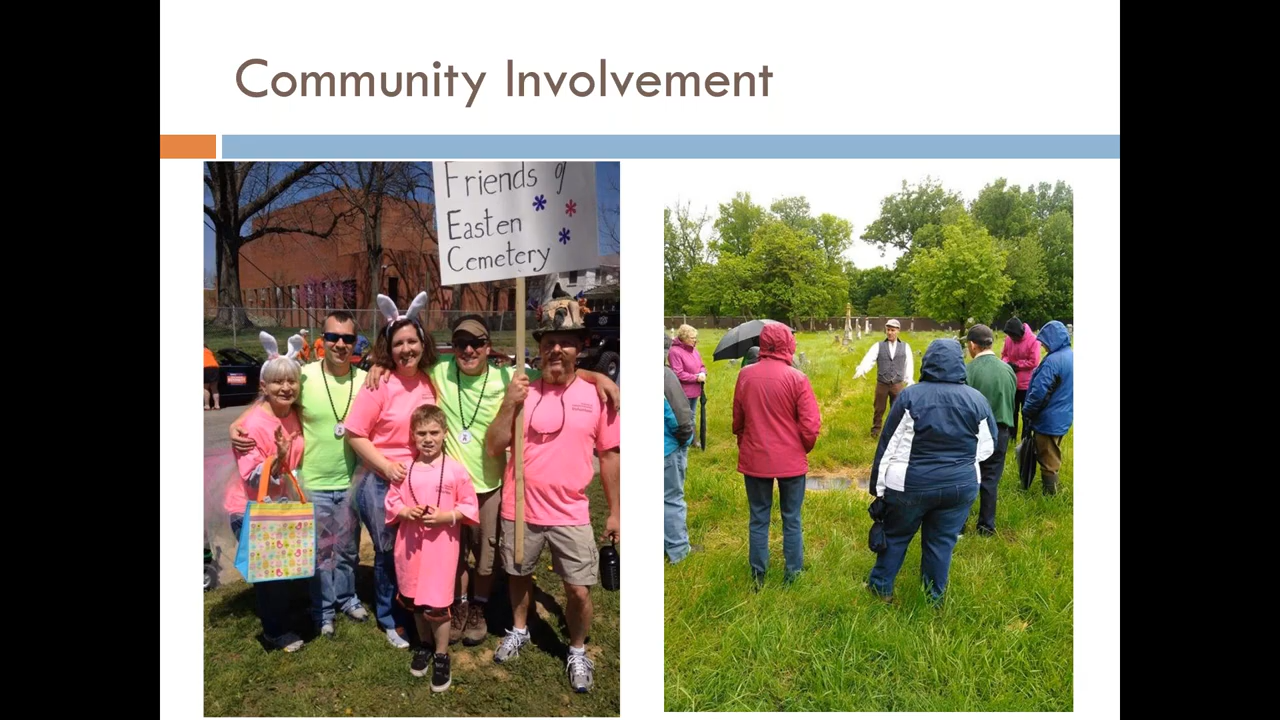 Community Involvement
Friends of
Easten
Cemetery